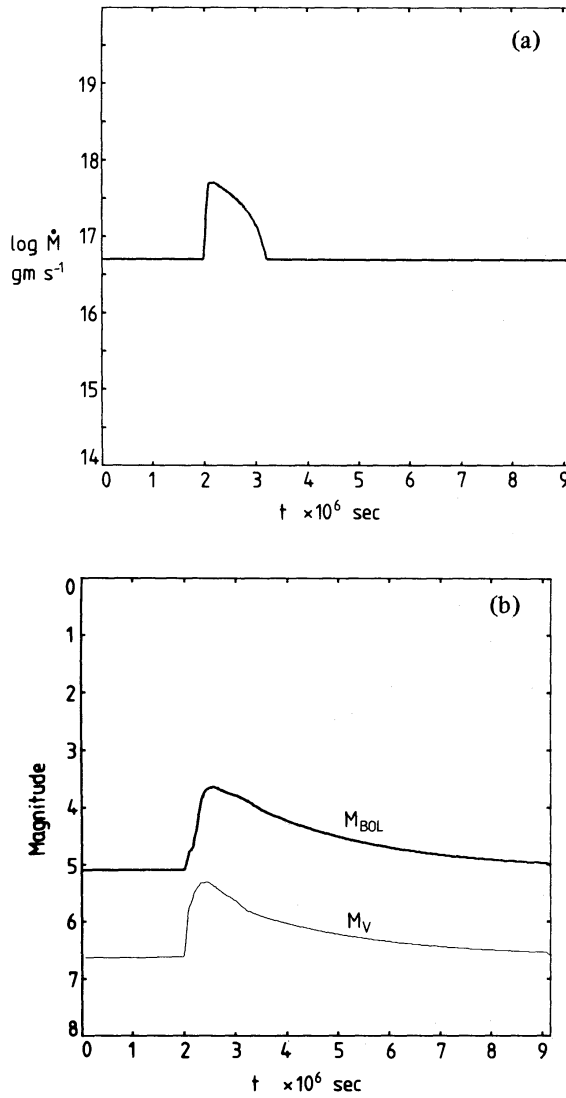 (a)
19
18
17
16
15
14
log Ṁ
gm s⁻¹
0 1 2 3 4 5 6 7 8 9
t ×10⁶ sec
(b)
0
1
2
3
4
5
6
7
8
Magnitude
M_BOL
M_V
0 1 2 3 4 5 6 7 8 9
t ×10⁶ sec